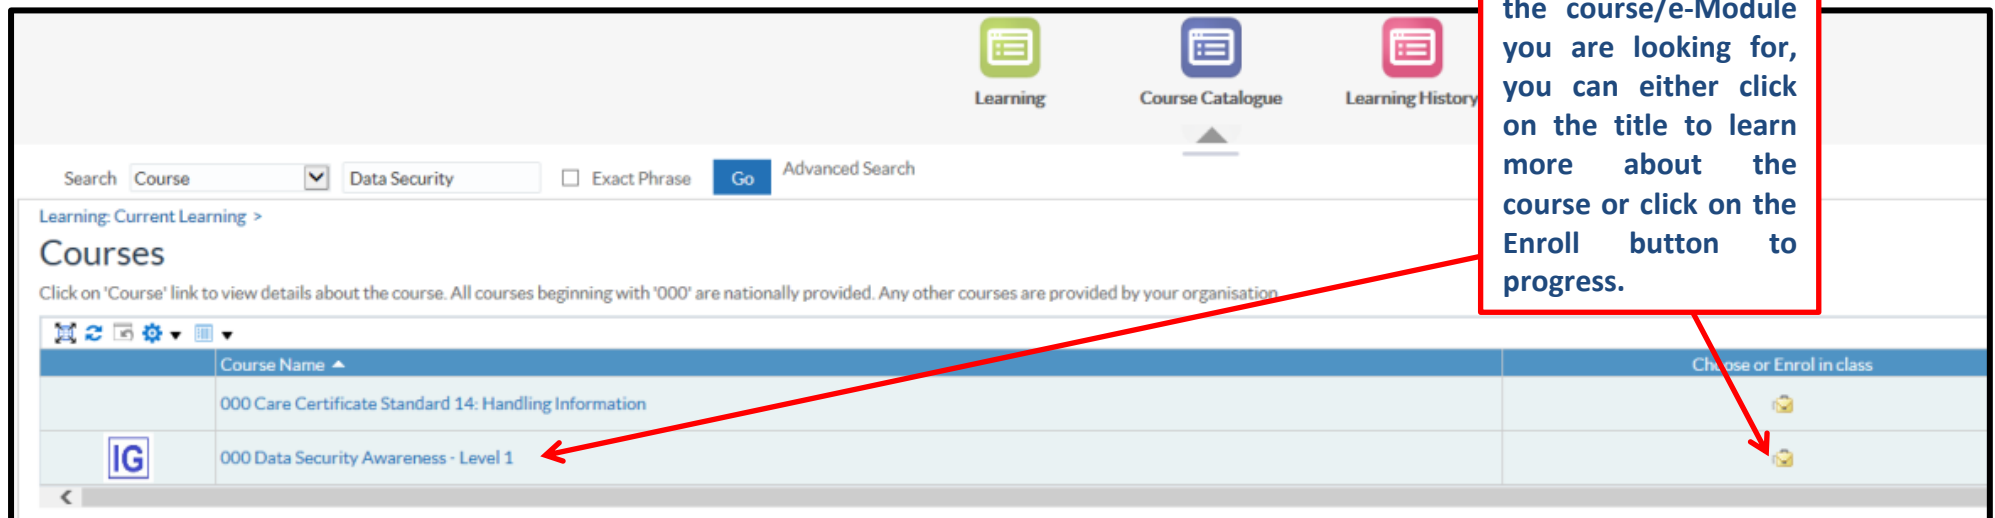 the course/e-Module
you are looking for,
you can either click
on the title to learn
more about the
course or click on the
Enroll button to
progress.
Learning
Course Catalogue
Learning History
Search Course Data Security Exact Phrase Go Advanced Search
Learning: Current Learning >
Courses
Click on 'Course' link to view details about the course. All courses beginning with '000' are nationally provided. Any other courses are provided by your organisation
Course Name
Choose or Enrol in class
000 Care Certificate Standard 14: Handling Information
IG
000 Data Security Awareness - Level 1